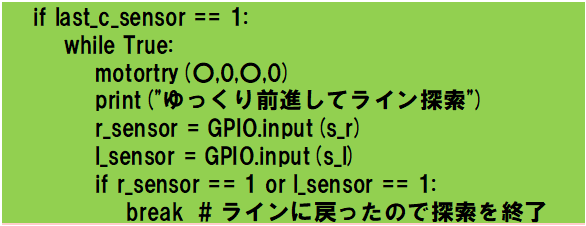 if last_c_sensor == 1:
while True:
motortry(〇,0,〇,0)
print("ゆっくり前進してライン探索")
r_sensor = GPIO.input(s_r)
l_sensor = GPIO.input(s_l)
if r_sensor == 1 or l_sensor == 1:
break # ラインに戻ったので探索を終了